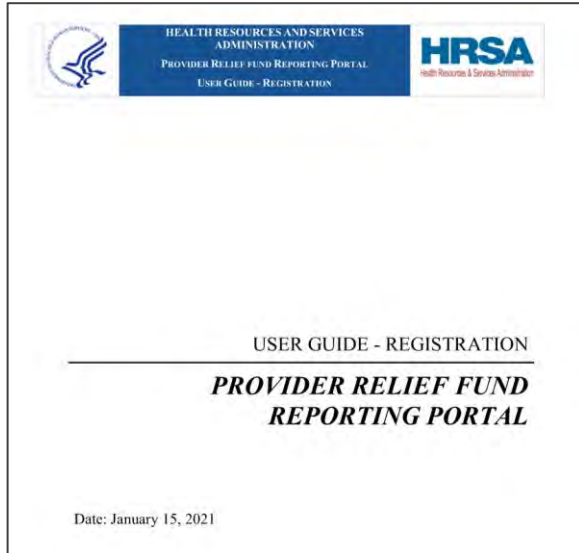 HEALTH RESOURCES AND SERVICES
ADMINISTRATION
PROVIDER RELIEF FUND REPORTING PORTAL
USER GUIDE - REGISTRATION
HRSA
Health Resources & Services Administration
USER GUIDE - REGISTRATION
PROVIDER RELIEF FUND
REPORTING PORTAL
Date: January 15, 2021